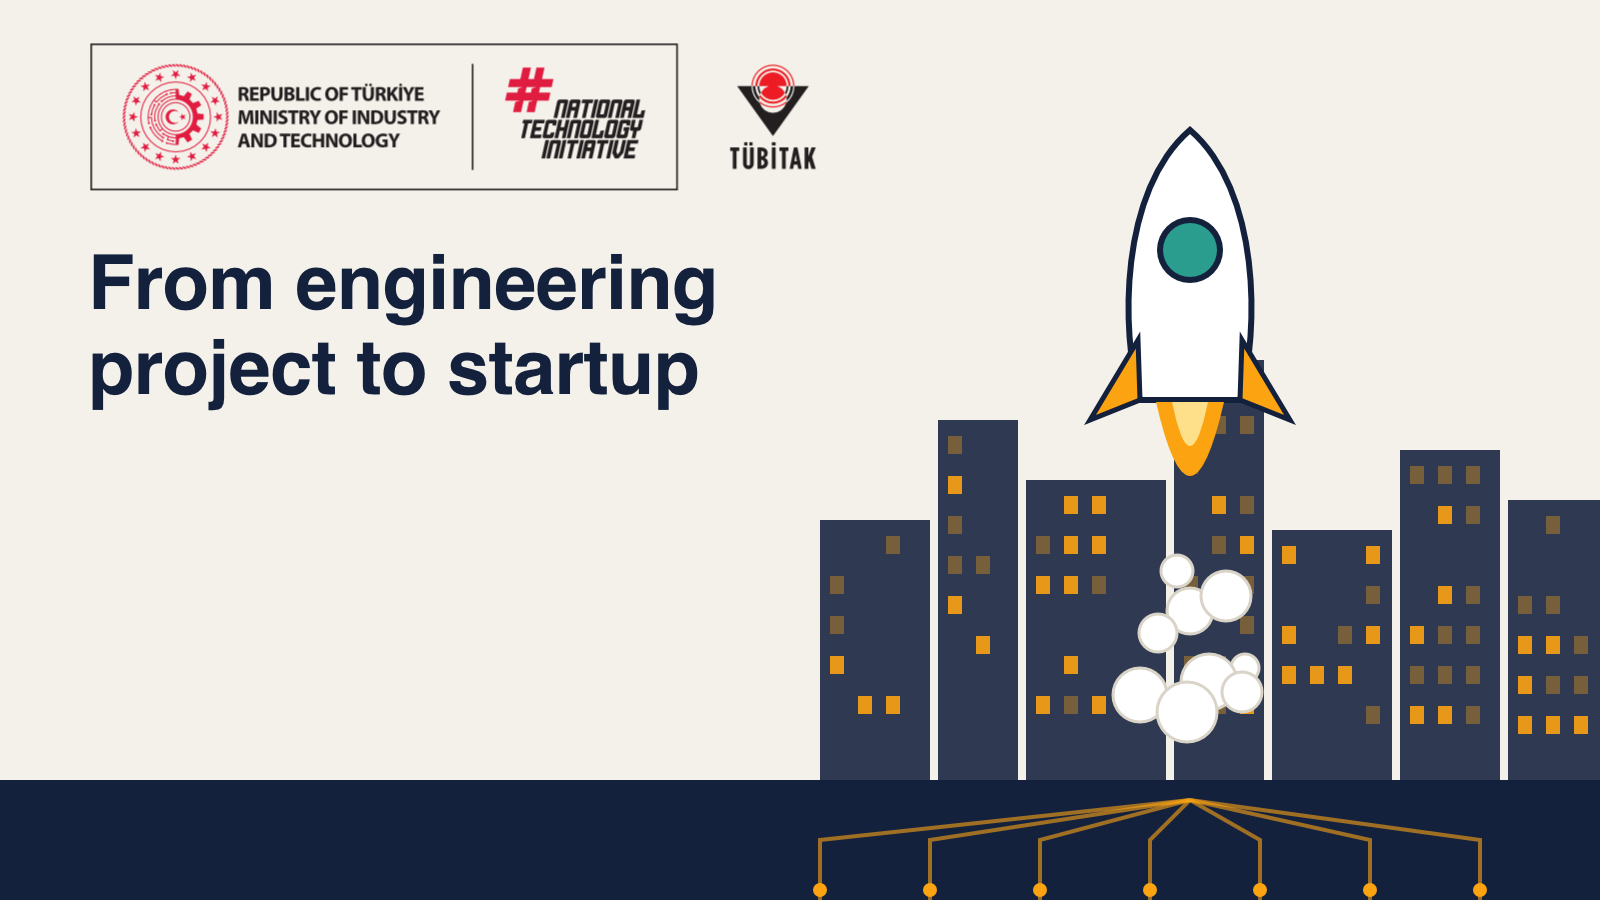 REPUBLIC OF TÜRKİYE
MINISTRY OF INDUSTRY
AND TECHNOLOGY
#NATIONAL
TECHNOLOGY
INITIATIVE
TÜBİTAK
From engineering
project to startup